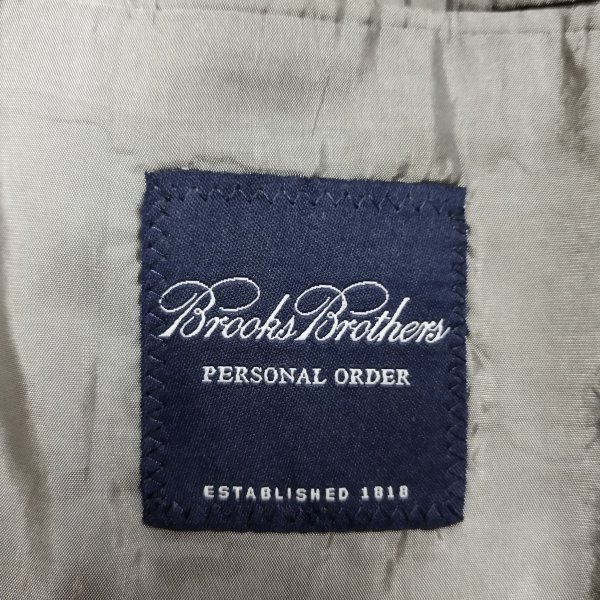 Brooks Brothers
PERSONAL ORDER
ESTABLISHED 1818